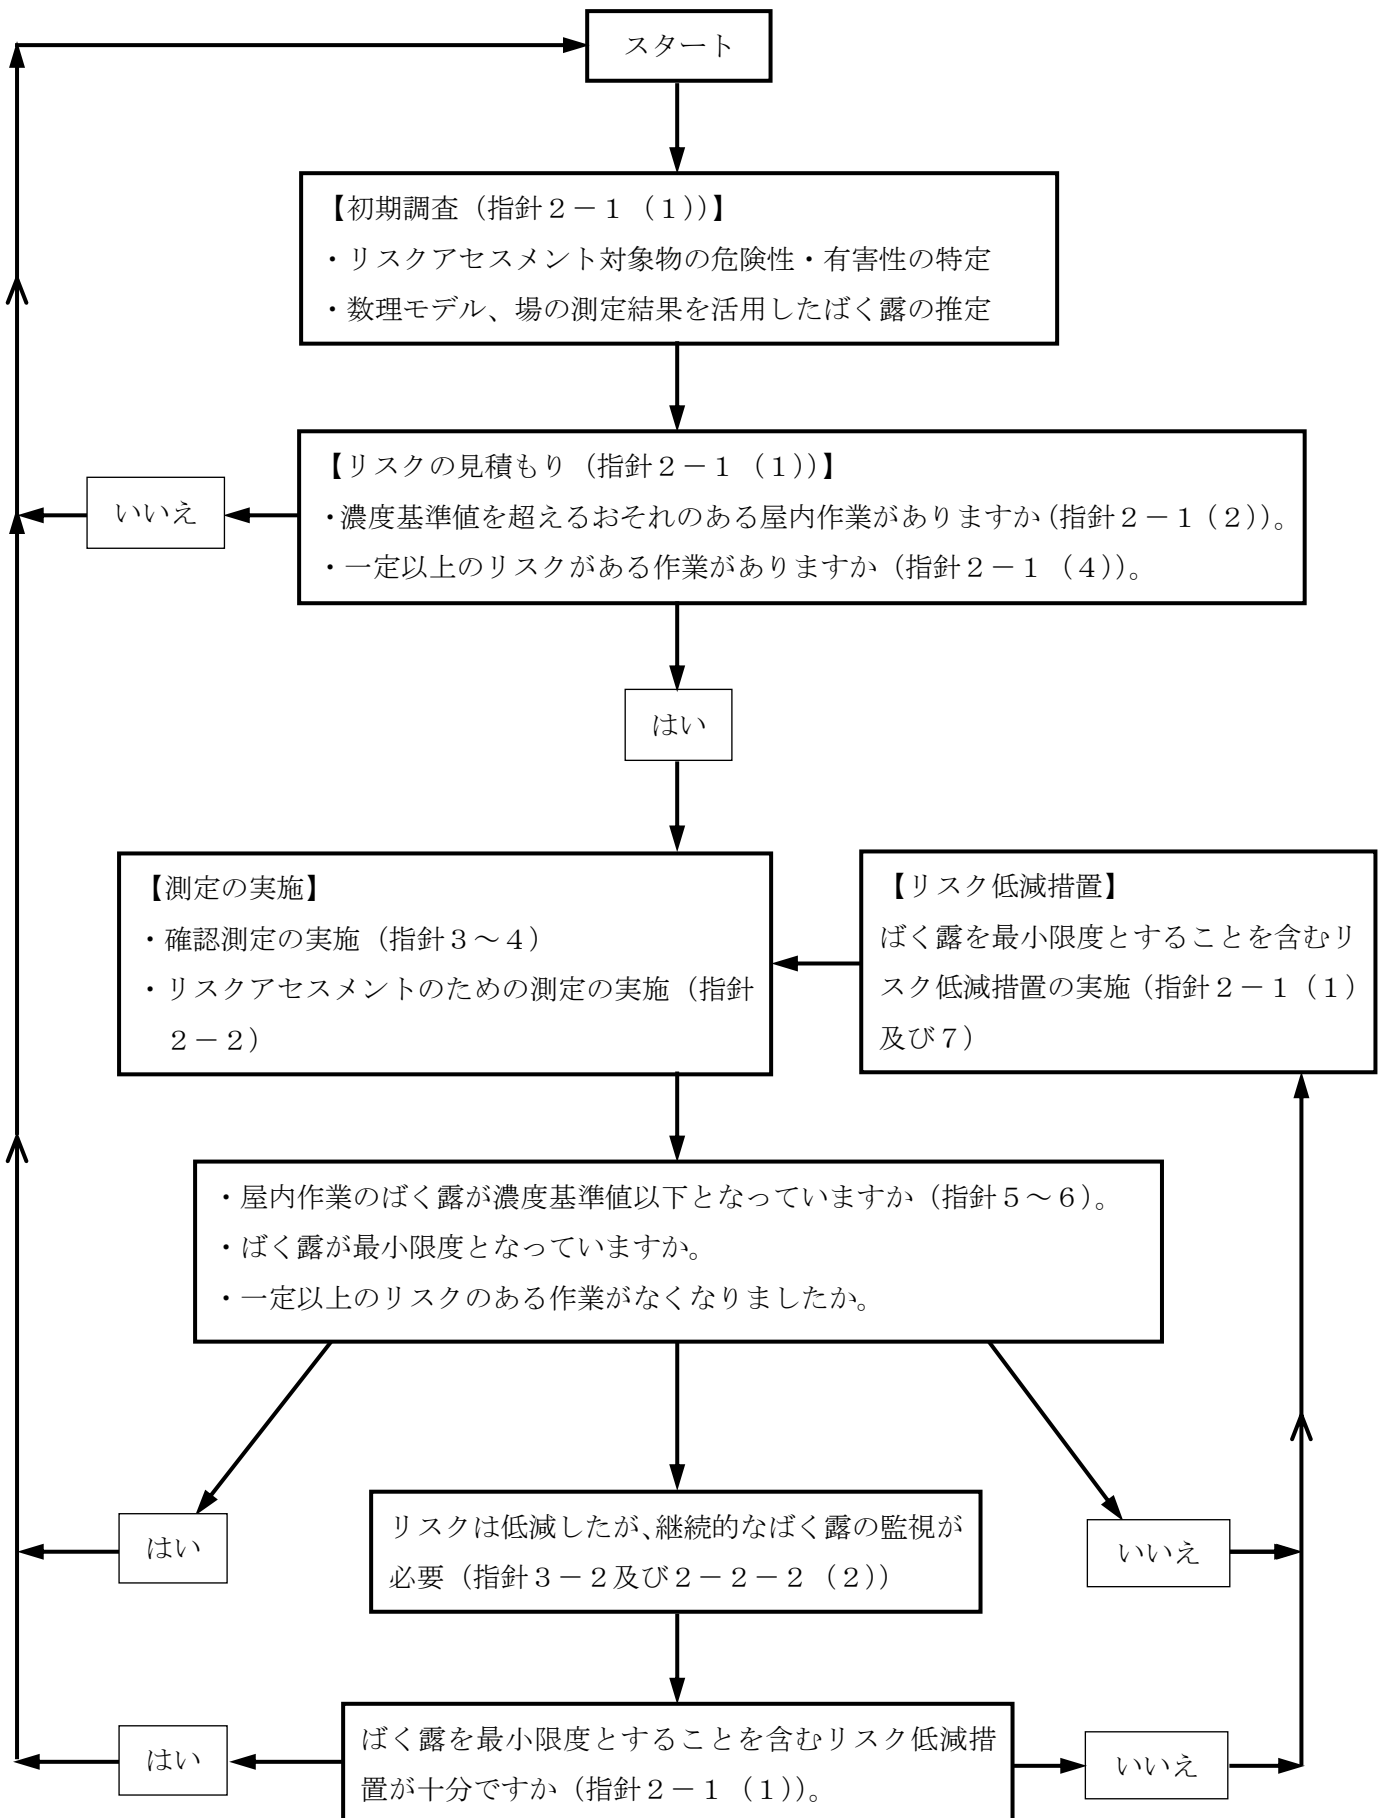 スタート
【初期調査（指針２－１（１））】
・リスクアセスメント対象物の危険性・有害性の特定
・数理モデル、場の測定結果を活用したばく露の推定
【リスクの見積もり（指針２－１（１））】
・濃度基準値を超えるおそれのある屋内作業がありますか（指針２－１（２））。
・一定以上のリスクがある作業がありますか（指針２－１（４））。
いいえ
はい
【測定の実施】
・確認測定の実施（指針３～４）
・リスクアセスメントのための測定の実施（指針
２－２）
【リスク低減措置】
ばく露を最小限度とすることを含むリ
スク低減措置の実施（指針２－１（１）
及び７）
・屋内作業のばく露が濃度基準値以下となっていますか（指針５～６）。
・ばく露が最小限度となっていますか。
・一定以上のリスクのある作業がなくなりましたか。
はい
リスクは低減したが、継続的なばく露の監視が
必要（指針３－２及び２－２－２（２））
いいえ
はい
ばく露を最小限度とすることを含むリスク低減措
置が十分ですか（指針２－１（１））。
いいえ